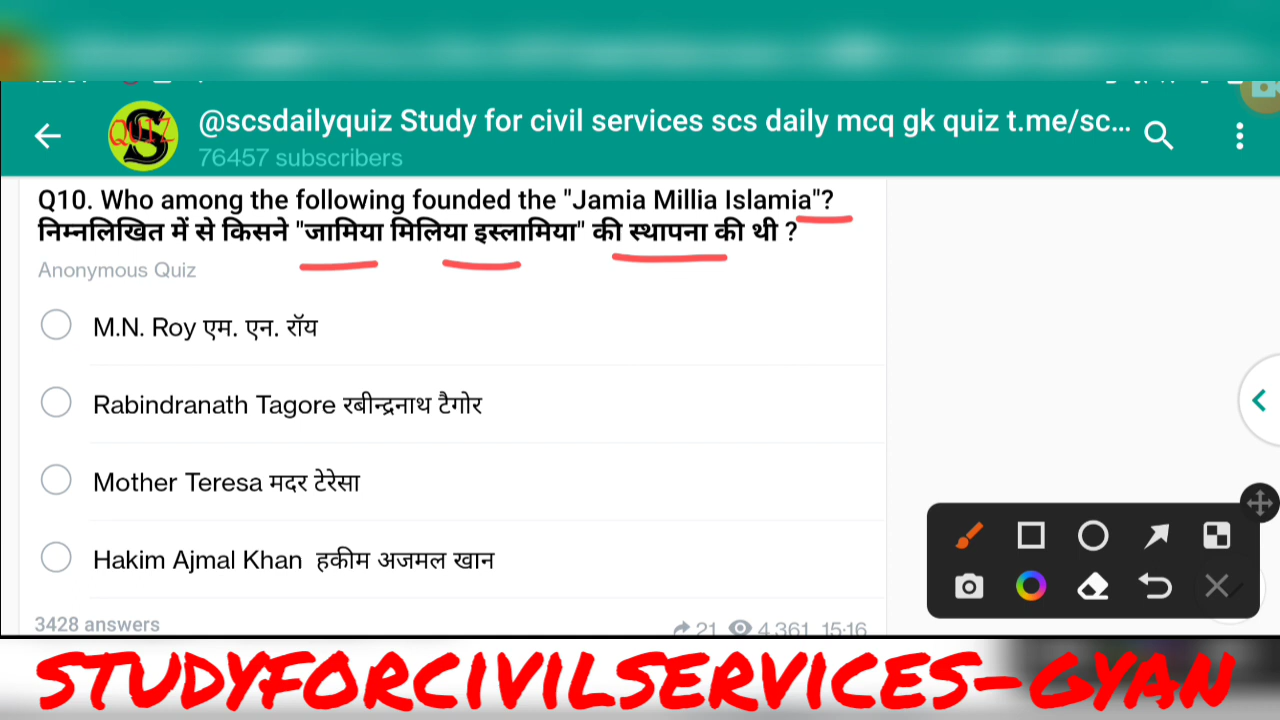 @scsdailyquiz Study for civil services scs daily mcq gk quiz t.me/sc...
QUIZ S
76457 subscribers
Q10. Who among the following founded the "Jamia Millia Islamia"?
निम्नलिखित में से किसने "जामिया मिलिया इस्लामिया" की स्थापना की थी ?
Anonymous Quiz
M.N. Roy एम. एन. रॉय
Rabindranath Tagore रबीन्द्रनाथ टैगोर
Mother Teresa मदर टेरेसा
Hakim Ajmal Khan हकीम अजमल खान
3428 answers
21 4,361 15:16
STUDYFORCIVILSERVICES-GYAN